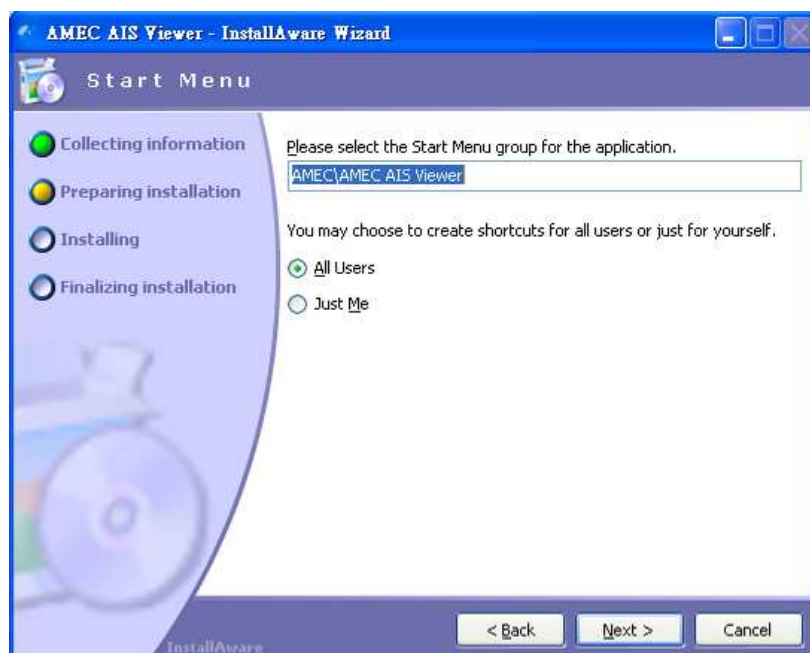 AMEC AIS Viewer - InstallAware Wizard
Start Menu
Collecting information
Preparing installation
Installing
Finalizing installation
Please select the Start Menu group for the application.
AMEC\AMEC AIS Viewer
You may choose to create shortcuts for all users or just for yourself.
All Users
Just Me
InstallAware
< Back
Next >
Cancel